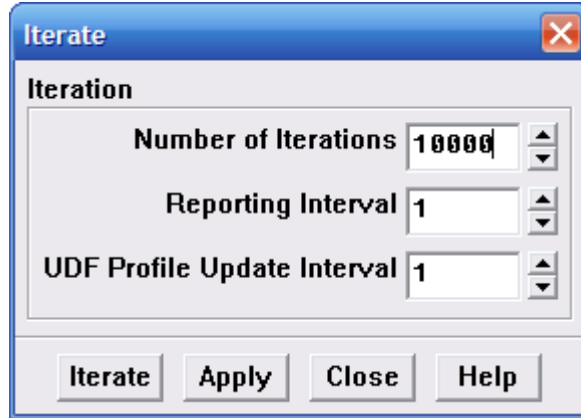 Iterate
Iteration
Number of Iterations 10000
Reporting Interval 1
UDF Profile Update Interval 1
Iterate Apply Close Help